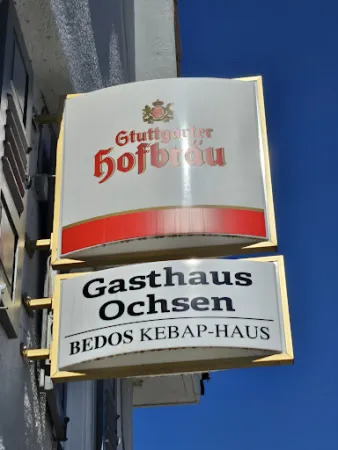 Stuttgarter
Hofbräu
Gasthaus
Ochsen
BEDOS KEBAP-HAUS